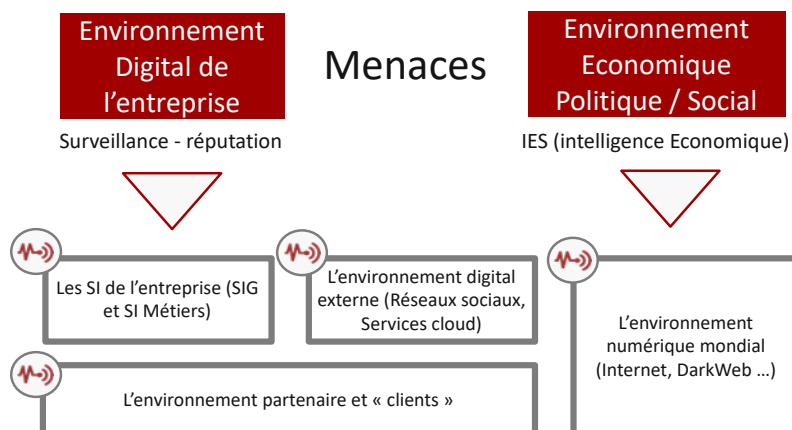 Environnement
Digital de
l'entreprise
Menaces
Environnement
Economique
Politique / Social
Surveillance - réputation
IES (intelligence Economique)
Les SI de l'entreprise (SIG
et SI Métiers)
L'environnement digital
externe (Réseaux sociaux,
Services cloud)
L'environnement
numérique mondial
(Internet, DarkWeb ...)
L'environnement partenaire et « clients »